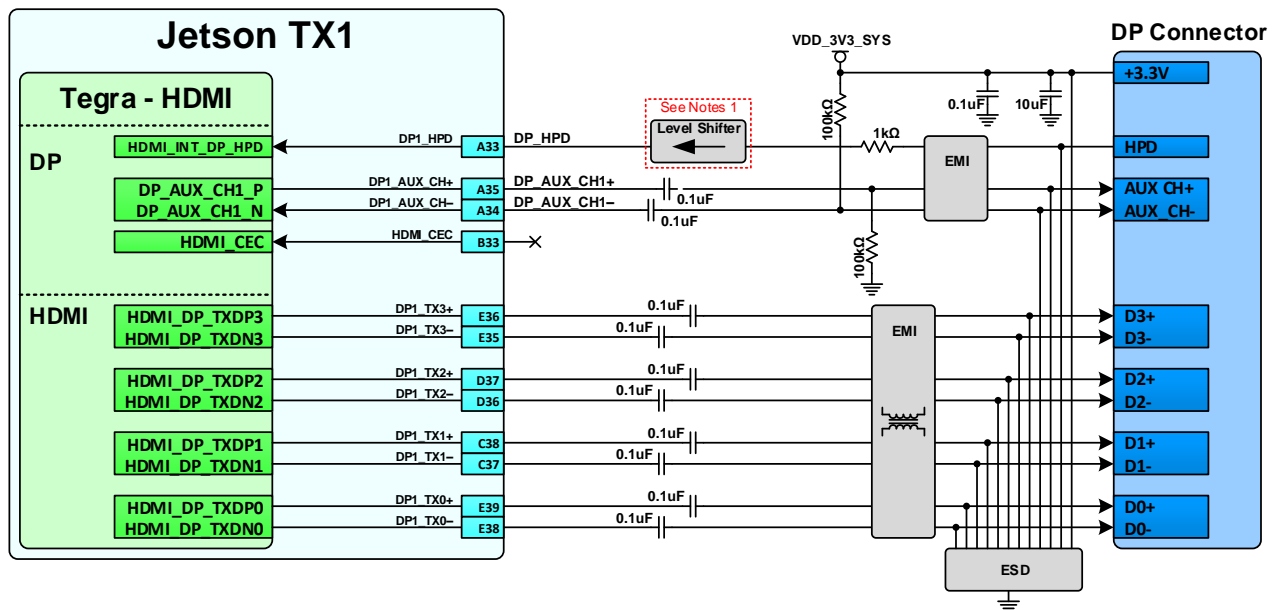 Jetson TX1
DP Connector
VDD_3V3_SYS
Tegra - HDMI
+3.3V
See Notes 1
Level Shifter
100kΩ
0.1uF
10uF
DP
HDMI_INT_DP_HPD
DP1_HPD
A33
DP_HPD
1kΩ
EMI
HPD
DP_AUX_CH1_P
DP1_AUX_CH+
A35
DP_AUX_CH1+
0.1uF
AUX CH+
DP_AUX_CH1_N
DP1_AUX_CH–
A34
DP_AUX_CH1–
0.1uF
AUX_CH-
HDMI_CEC
HDMI_CEC
B33
100kΩ
HDMI
HDMI_DP_TXDP3
DP1_TX3+
E36
0.1uF
EMI
D3+
HDMI_DP_TXDN3
DP1_TX3–
E35
0.1uF
D3-
HDMI_DP_TXDP2
DP1_TX2+
D37
0.1uF
D2+
HDMI_DP_TXDN2
DP1_TX2–
D36
0.1uF
D2-
HDMI_DP_TXDP1
DP1_TX1+
C38
0.1uF
D1+
HDMI_DP_TXDN1
DP1_TX1–
C37
0.1uF
D1-
HDMI_DP_TXDP0
DP1_TX0+
E39
0.1uF
D0+
HDMI_DP_TXDN0
DP1_TX0–
E38
0.1uF
D0-
ESD